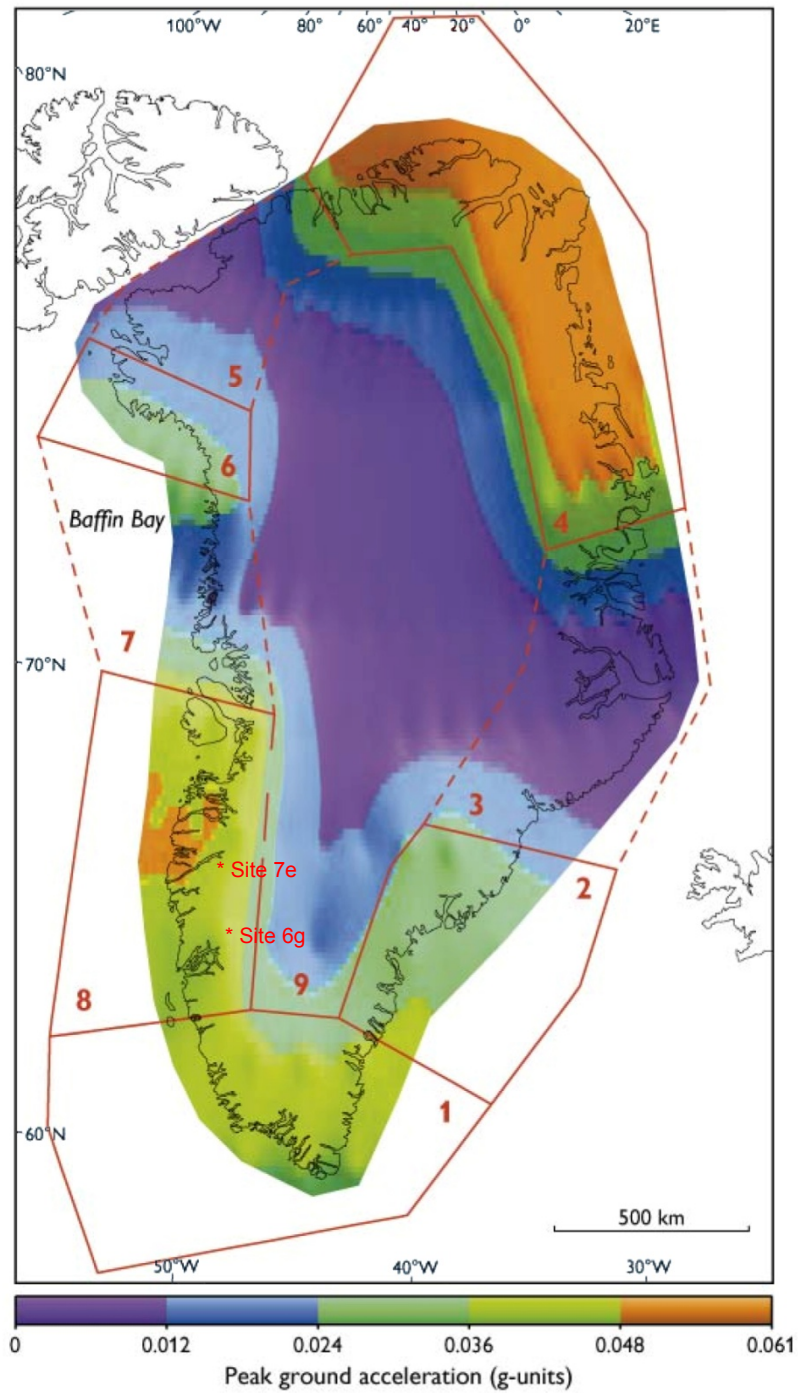 100°W 80° 60° 40° 20° 0° 20°E
80°N
5
6
Baffin Bay
4
7
70°N
3
* Site 7e
2
* Site 6g
9
8
1
60°N
500 km
50°W 40°W 30°W
0 0.012 0.024 0.036 0.048 0.061
Peak ground acceleration (g-units)